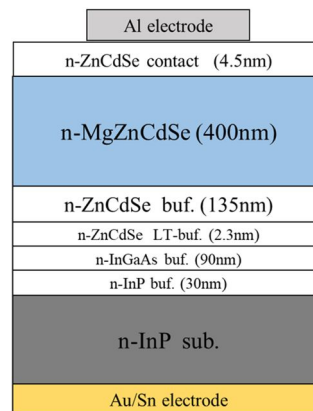 Al electrode
n-ZnCdSe contact (4.5nm)
n-MgZnCdSe (400nm)
n-ZnCdSe buf. (135nm)
n-ZnCdSe LT-buf. (2.3nm)
n-InGaAs buf. (90nm)
n-InP buf. (30nm)
n-InP sub.
Au/Sn electrode